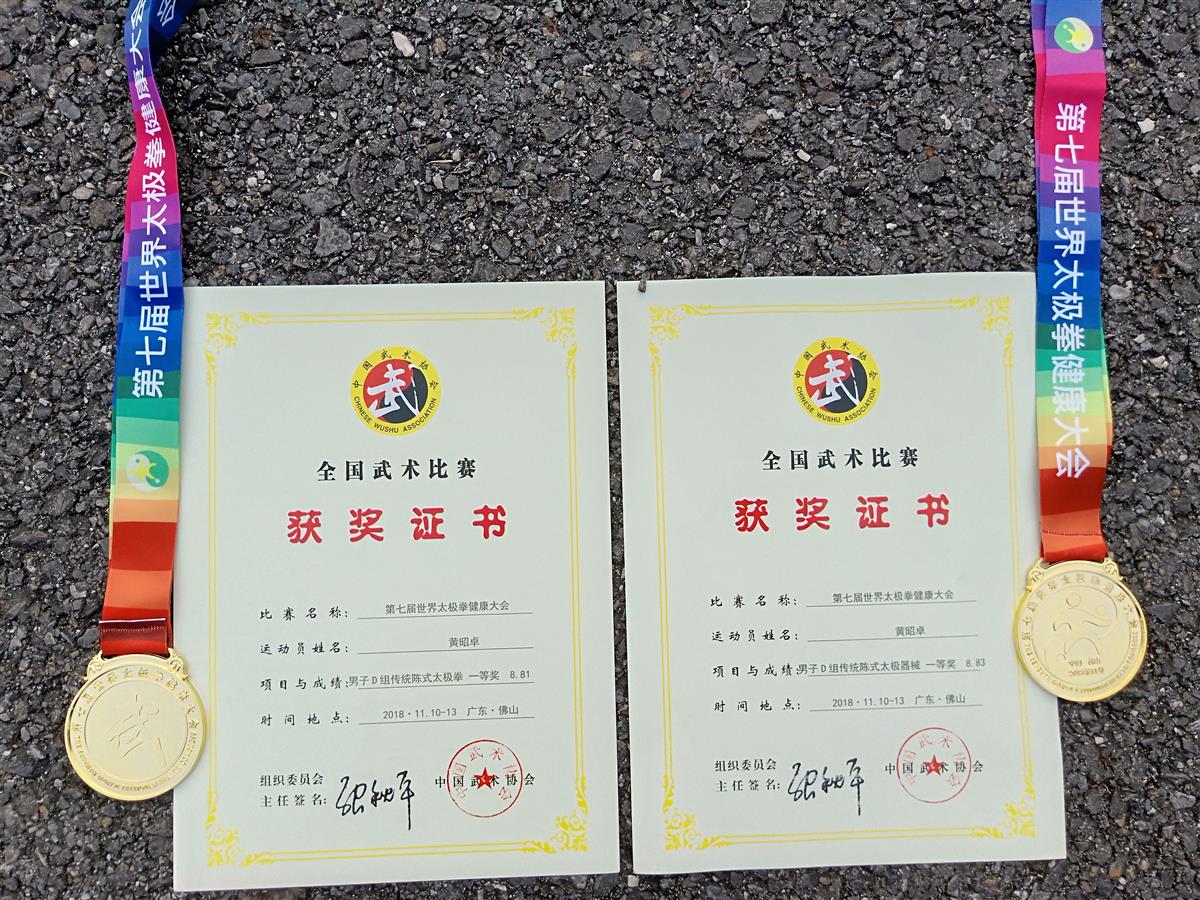 第七届世界太极拳健康大会
中国武术协会
CHINESE WUSHU ASSOCIATION
全国武术比赛
获奖证书
比赛名称: 第七届世界太极拳健康大会
运动员姓名: 黄昭卓
项目与成绩: 男子D组传统陈式太极拳 一等奖 8.81
时间地点: 2018·11.10-13 广东·佛山
组织委员会
主任签名:
中国武术协会
中国武术协会
CHINESE WUSHU ASSOCIATION
全国武术比赛
获奖证书
比赛名称: 第七届世界太极拳健康大会
运动员姓名: 黄昭卓
项目与成绩: 男子D组传统陈式太极器械 一等奖 8.83
时间地点: 2018·11.10-13 广东·佛山
组织委员会
主任签名:
中国武术协会
第七届世界太极拳健康大会